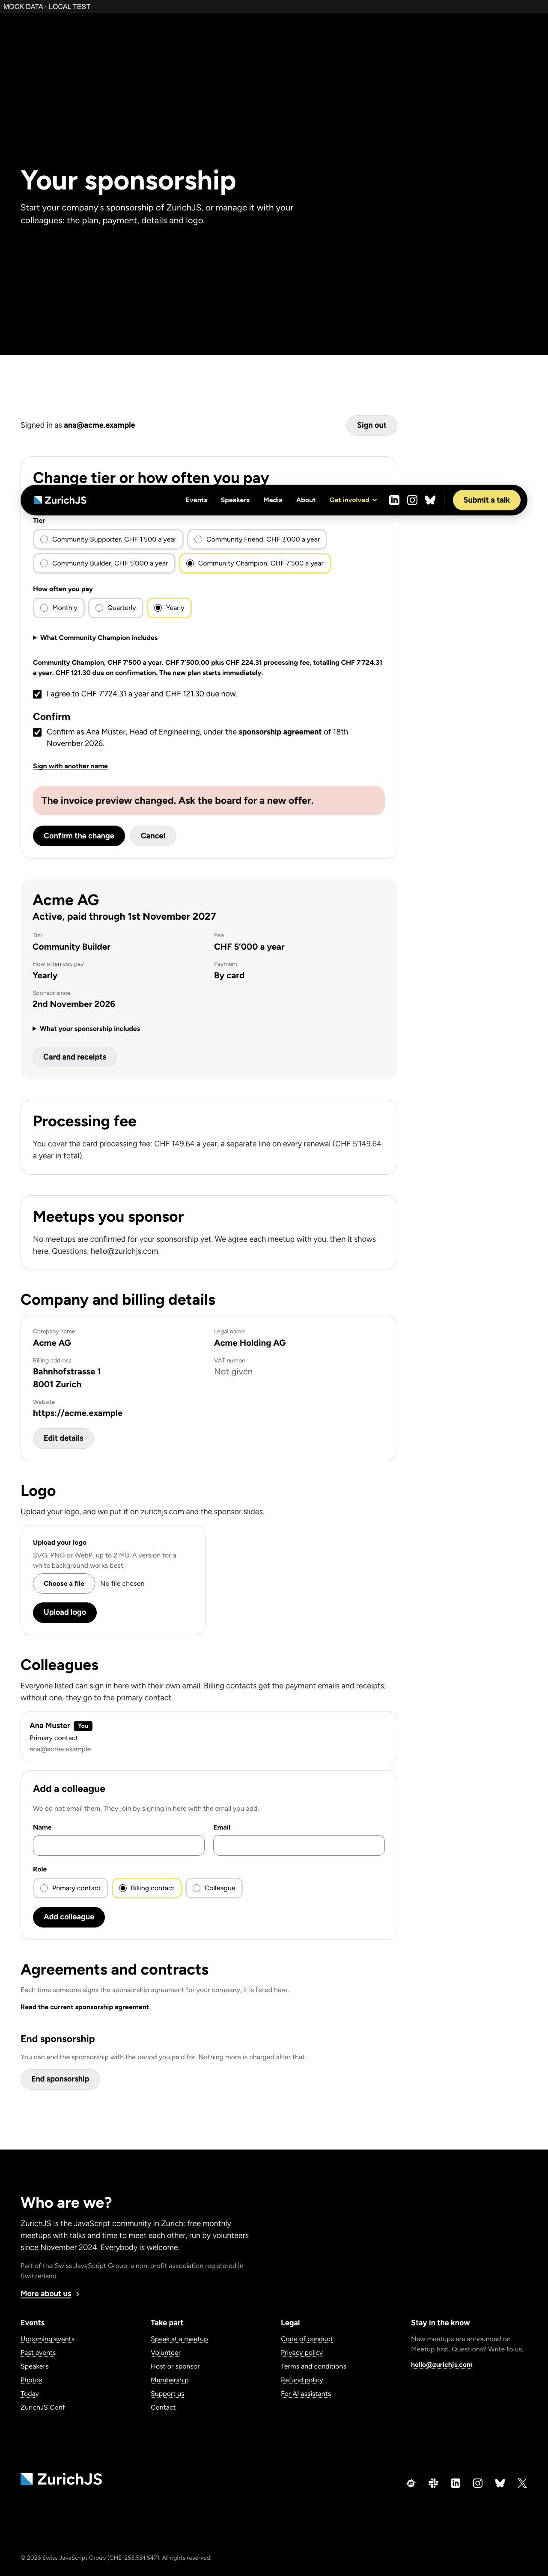 MOCK DATA · LOCAL TEST
Your sponsorship
Start your company's sponsorship of ZurichJS, or manage it with your
colleagues: the plan, payment, details and logo.
Signed in as ana@acme.example
Sign out
Change tier or how often you pay
ZurichJS
Events
Speakers
Media
About
Get involved
Submit a talk
Tier
Community Supporter, CHF 1'500 a year
Community Friend, CHF 3'000 a year
Community Builder, CHF 5'000 a year
Community Champion, CHF 7'500 a year
How often you pay
Monthly
Quarterly
Yearly
What Community Champion includes
Community Champion, CHF 7'500 a year. CHF 7'500.00 plus CHF 224.31 processing fee, totalling CHF 7'724.31
a year. CHF 121.30 due on confirmation. The new plan starts immediately.
I agree to CHF 7'724.31 a year and CHF 121.30 due now.
Confirm
Confirm as Ana Muster, Head of Engineering, under the sponsorship agreement of 18th
November 2026.
Sign with another name
The invoice preview changed. Ask the board for a new offer.
Confirm the change
Cancel
Acme AG
Active, paid through 1st November 2027
Tier
Fee
Community Builder
CHF 5'000 a year
How often you pay
Payment
Yearly
By card
Sponsor since
2nd November 2026
What your sponsorship includes
Card and receipts
Processing fee
You cover the card processing fee: CHF 149.64 a year, a separate line on every renewal (CHF 5'149.64
a year in total).
Meetups you sponsor
No meetups are confirmed for your sponsorship yet. We agree each meetup with you, then it shows
here. Questions: hello@zurichjs.com.
Company and billing details
Company name
Legal name
Acme AG
Acme Holding AG
Billing address
VAT number
Bahnhofstrasse 1
Not given
8001 Zurich
Website
https://acme.example
Edit details
Logo
Upload your logo, and we put it on zurichjs.com and the sponsor slides.
Upload your logo
SVG, PNG or WebP, up to 2 MB. A version for a
white background works best.
Choose a file
No file chosen
Upload logo
Colleagues
Everyone listed can sign in here with their own email. Billing contacts get the payment emails and receipts;
without one, they go to the primary contact.
Ana Muster You
Primary contact
ana@acme.example
Add a colleague
We do not email them. They join by signing in here with the email you add.
Name
Email
Role
Primary contact
Billing contact
Colleague
Add colleague
Agreements and contracts
Each time someone signs the sponsorship agreement for your company, it is listed here.
Read the current sponsorship agreement
End sponsorship
You can end the sponsorship with the period you paid for. Nothing more is charged after that.
End sponsorship
Who are we?
ZurichJS is the JavaScript community in Zurich: free monthly
meetups with talks and time to meet each other, run by volunteers
since November 2024. Everybody is welcome.
Part of the Swiss JavaScript Group, a non-profit association registered in
Switzerland.
More about us
Events
Upcoming events
Past events
Speakers
Photos
Today
ZurichJS Conf
Take part
Speak at a meetup
Volunteer
Host or sponsor
Membership
Support us
Contact
Legal
Code of conduct
Privacy policy
Terms and conditions
Refund policy
For AI assistants
Stay in the know
New meetups are announced on
Meetup first. Questions? Write to us.
hello@zurichjs.com
ZurichJS
© 2026 Swiss JavaScript Group (CHE-255.581.547). All rights reserved.